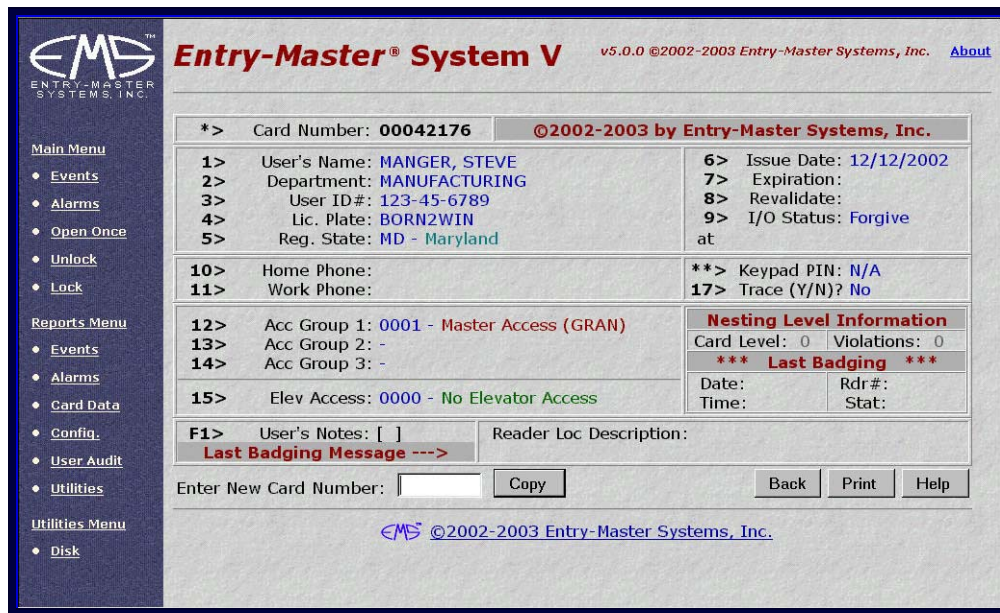 EMS™
ENTRY-MASTER
SYSTEMS, INC.
Main Menu
Events
Alarms
Open Once
Unlock
Lock
Reports Menu
Events
Alarms
Card Data
Config.
User Audit
Utilities
Utilities Menu
Disk
Entry-Master® System V v5.0.0 ©2002-2003 Entry-Master Systems, Inc. About
*> Card Number: 00042176 ©2002-2003 by Entry-Master Systems, Inc.
1> User's Name: MANGER, STEVE 6> Issue Date: 12/12/2002
2> Department: MANUFACTURING 7> Expiration:
3> User ID#: 123-45-6789 8> Revalidate:
4> Lic. Plate: BORN2WIN 9> I/O Status: Forgive
5> Reg. State: MD - Maryland at
10> Home Phone: **> Keypad PIN: N/A
11> Work Phone: 17> Trace (Y/N)? No
12> Acc Group 1: 0001 - Master Access (GRAN) Nesting Level Information
13> Acc Group 2: - Card Level: 0 Violations: 0
14> Acc Group 3: - *** Last Badging ***
15> Elev Access: 0000 - No Elevator Access Date: Rdr#:
Time: Stat:
F1> User's Notes: [ ] Reader Loc Description:
Last Badging Message --->
Enter New Card Number: Copy Back Print Help
EMS ©2002-2003 Entry-Master Systems, Inc.